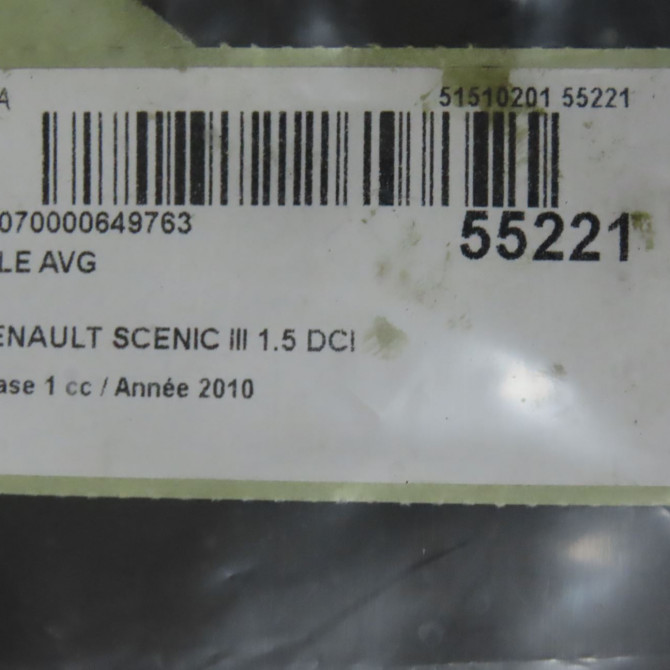 A 51510201 55221
070000649763
55221
LE AVG
ENAULT SCENIC III 1.5 DCI
ase 1 cc / Année 2010